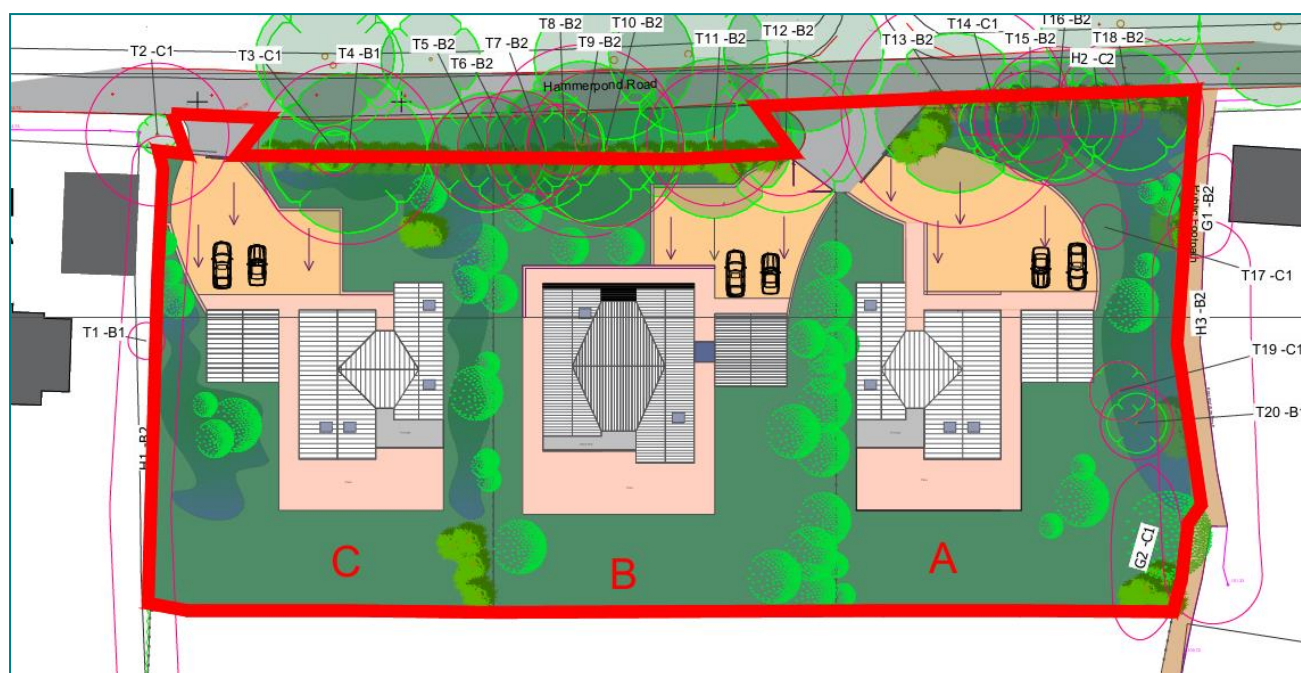 T8 -B2
T10 -B2
T14 -C1
T16 -B2
T2 -C1
T3 -C1
T4 -B1
T5 -B2
T7 -B2
T9 -B2
T11 -B2
T12 -B2
T13 -B2
T15 -B2
T18 -B2
T6 -B2
H2 -C2
Hammerpond Road
G1 -B2
Public Footpath
T17 -C1
H3 -B2
T1 -B1
T19 -C1
T20 -B1
H1 -B2
G2 -C1
C
B
A